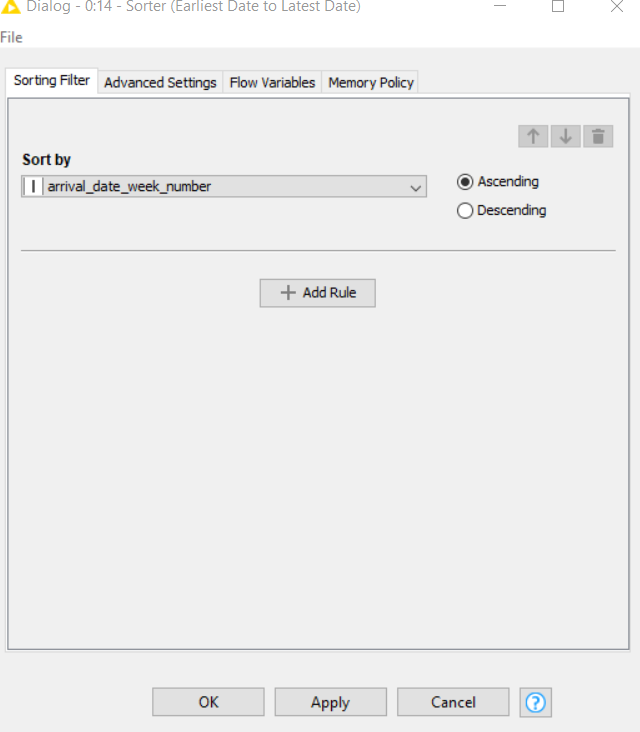 Dialog - 0:14 - Sorter (Earliest Date to Latest Date)
File
Sorting Filter Advanced Settings Flow Variables Memory Policy
Sort by
I arrival_date_week_number
Ascending
Descending
+ Add Rule
OK Apply Cancel ?